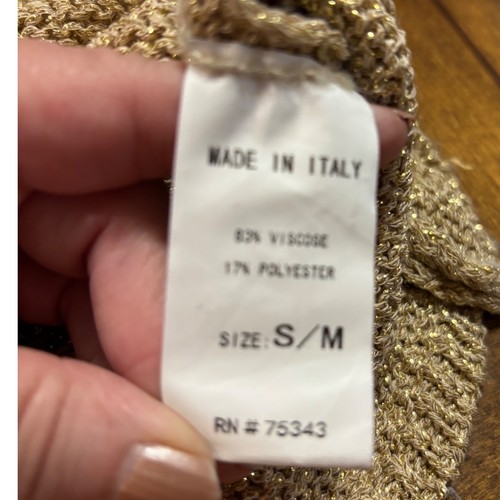 MADE IN ITALY
83% VISCOSE
17% POLYESTER
SIZE: S/M
RN # 75343